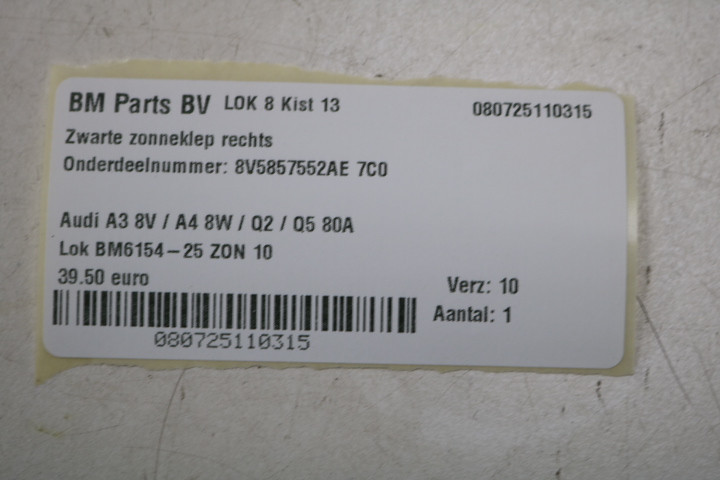 BM Parts BV LOK 8 Kist 13 080725110315
Zwarte zonneklep rechts
Onderdeelnummer: 8V5857552AE 7C0
Audi A3 8V / A4 8W / Q2 / Q5 80A
Lok BM6154-25 ZON 10
39.50 euro Verz: 10
Aantal: 1
080725110315